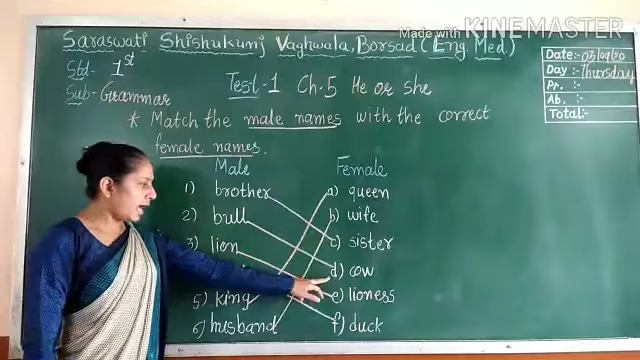 Made with KINEMASTER
Saraswati Shishukunj Vaghwala, Borsad (Eng. Med.)
Std - 1st
Sub - Grammar
Test-1 Ch.5 He or she
Date:-
Day :- Thursday
Pr. :-
Ab. :-
Total:-
* Match the male names with the correct
female names.
Male Female
1) brother a) queen
2) bull b) wife
3) lion c) sister
d) cow
5) king e) lioness
6) husband f) duck